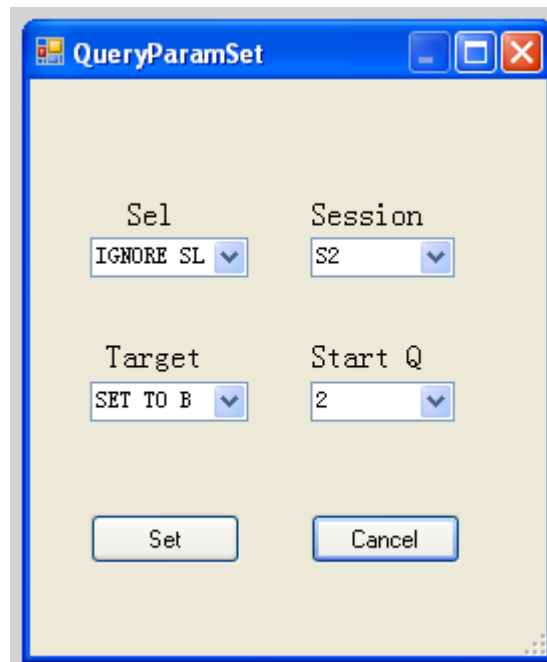 QueryParamSet
Sel Session
IGNORE SL S2
Target Start Q
SET TO B 2
Set Cancel